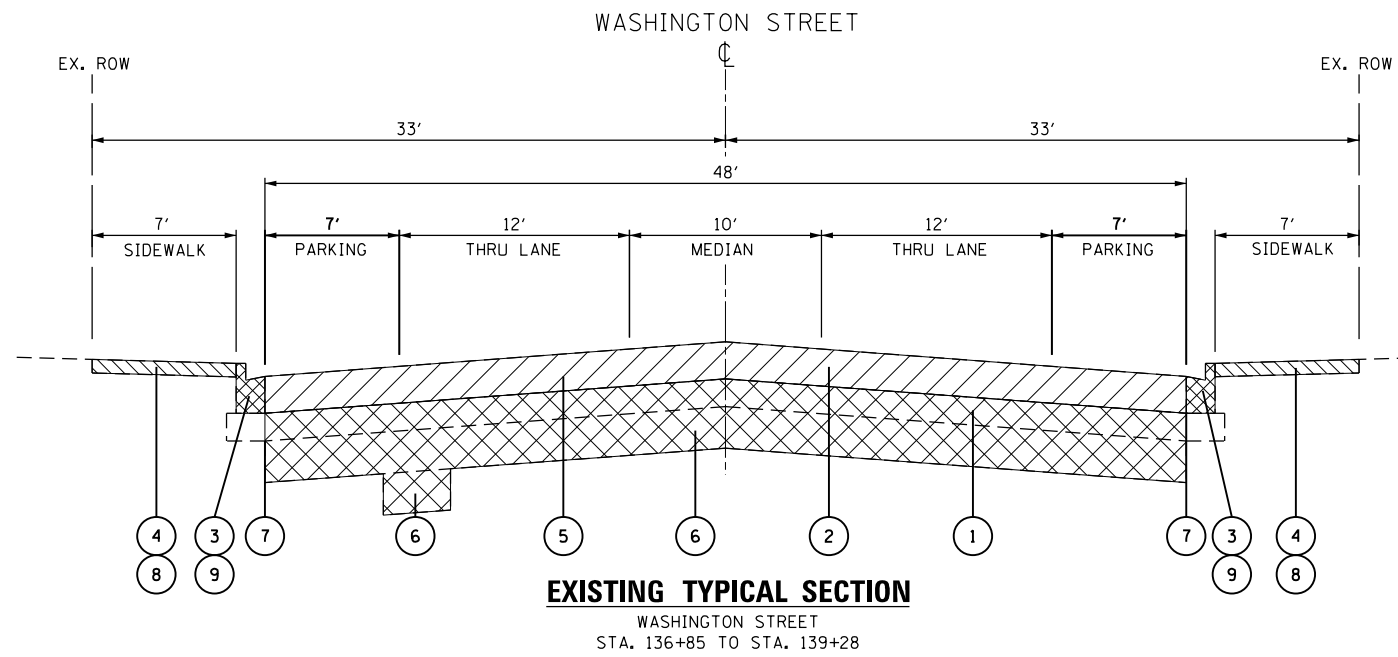 WASHINGTON STREET
℄
EX. ROW
EX. ROW
33'
33'
48'
7'
7'
12'
10'
12'
7'
7'
SIDEWALK
PARKING
THRU LANE
MEDIAN
THRU LANE
PARKING
SIDEWALK
4
3
7
6
5
6
2
1
7
3
4
8
9
9
8
EXISTING TYPICAL SECTION
WASHINGTON STREET
STA. 136+85 TO STA. 139+28